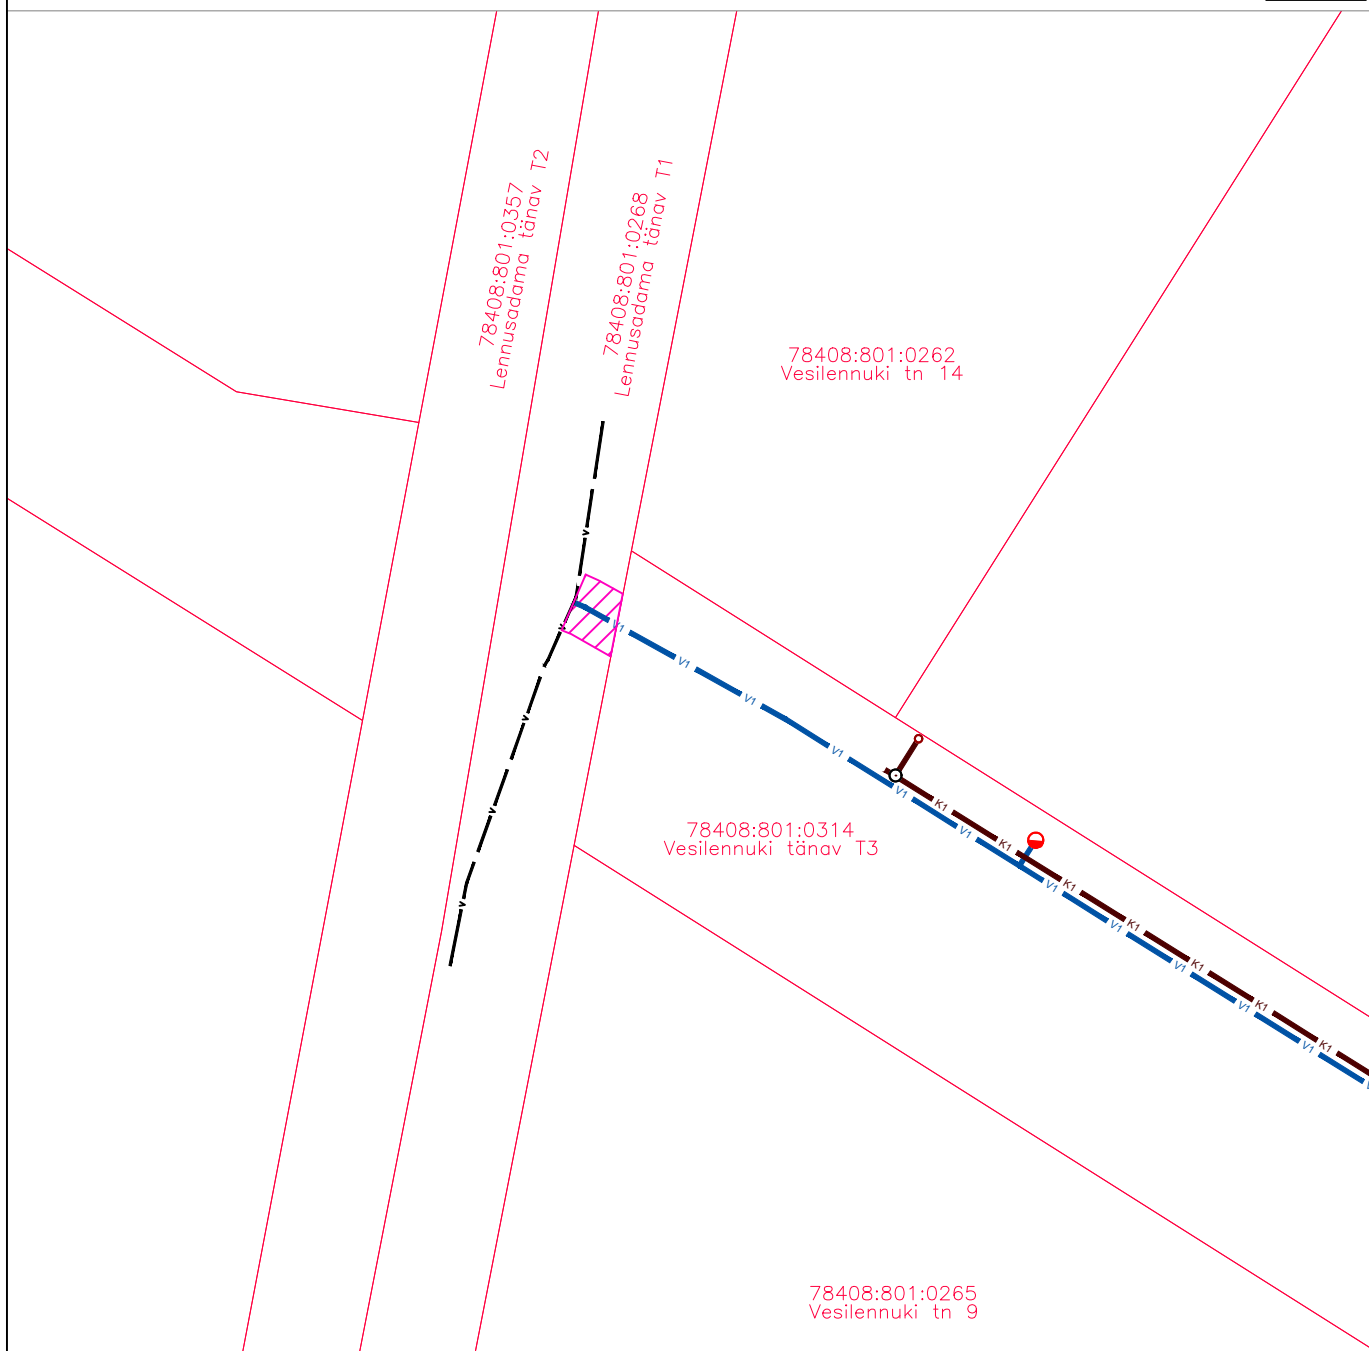 78408:801:0357
Lennusadama tänav T2
78408:801:0268
Lennusadama tänav T1
78408:801:0262
Vesilennuki tn 14
v
v
v
v
v
V1
V1
V1
V1
V1
V1
V1
V1
V1
V1
V1
K1
K1
K1
K1
K1
K1
K1
78408:801:0314
Vesilennuki tänav T3
78408:801:0265
Vesilennuki tn 9